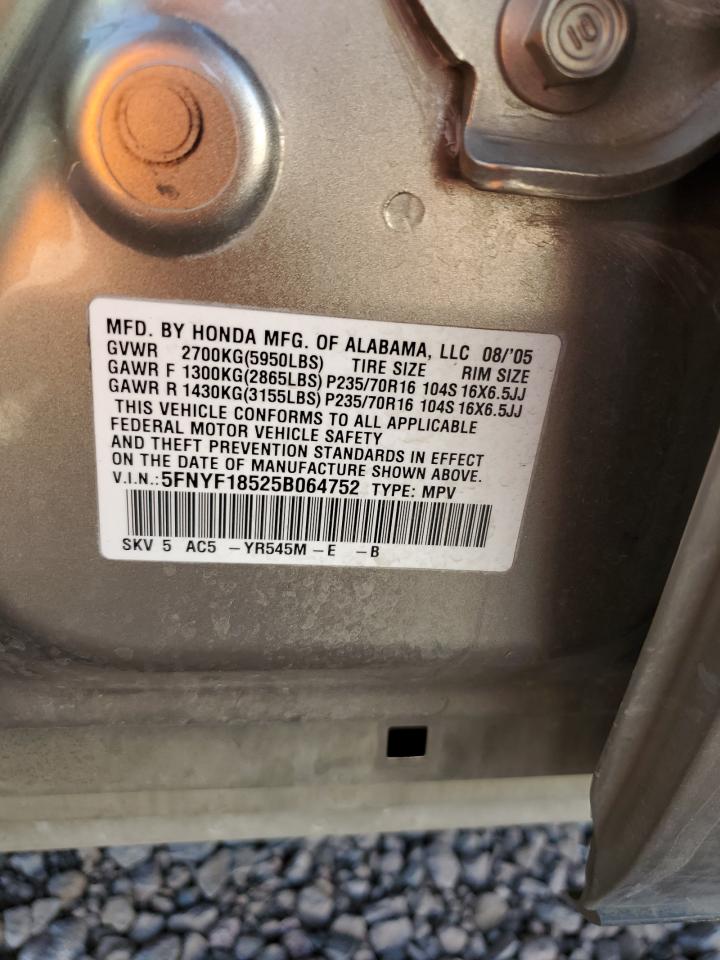 10
MFD. BY HONDA MFG. OF ALABAMA, LLC 08/'05
GVWR 2700KG(5950LBS) TIRE SIZE RIM SIZE
GAWR F 1300KG(2865LBS) P235/70R16 104S 16X6.5JJ
GAWR R 1430KG(3155LBS) P235/70R16 104S 16X6.5JJ
THIS VEHICLE CONFORMS TO ALL APPLICABLE
FEDERAL MOTOR VEHICLE SAFETY
AND THEFT PREVENTION STANDARDS IN EFFECT
ON THE DATE OF MANUFACTURE SHOWN ABOVE.
V.I.N.:5FNYF18525B064752 TYPE: MPV
SKV 5 AC5 -YR545M -E -B